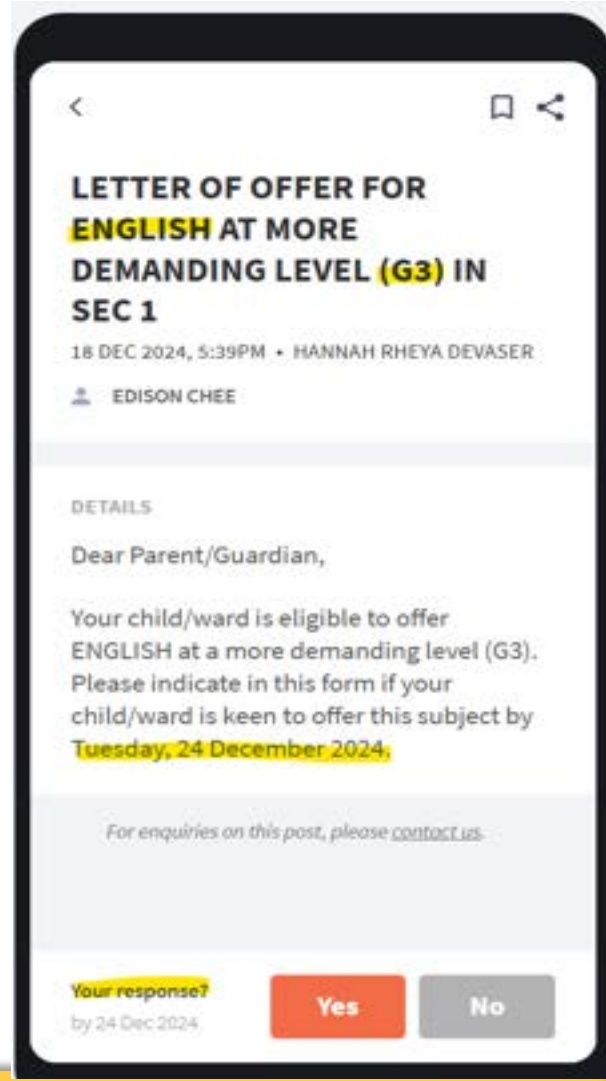 LETTER OF OFFER FOR
ENGLISH AT MORE
DEMANDING LEVEL (G3) IN
SEC 1
18 DEC 2024, 5:39PM • HANNAH RHEYA DEVASER
EDISON CHEE
DETAILS
Dear Parent/Guardian,
Your child/ward is eligible to offer
ENGLISH at a more demanding level (G3).
Please indicate in this form if your
child/ward is keen to offer this subject by
Tuesday, 24 December 2024.
For enquiries on this post, please contact us.
Your response?
by 24 Dec 2024
Yes
No